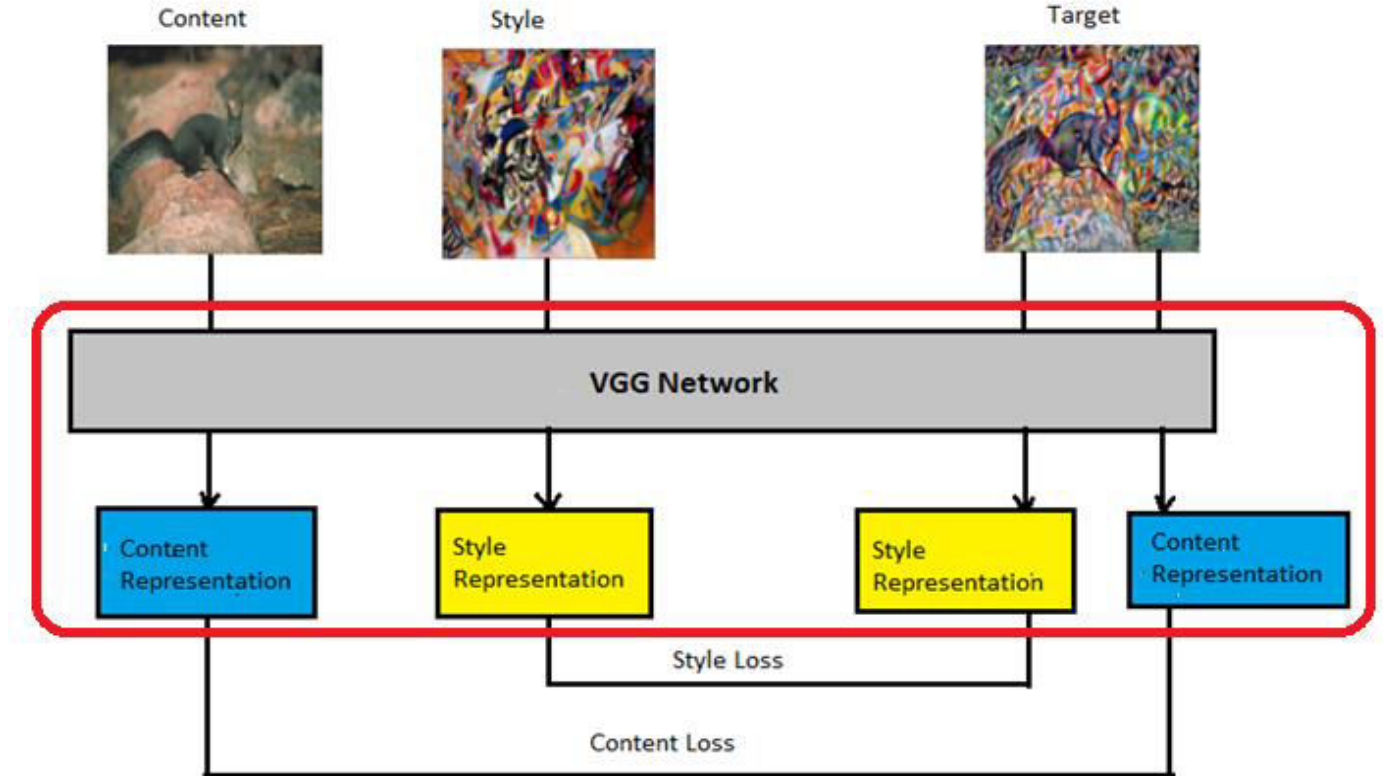 Content
Style
Target
VGG Network
Content
Representation
Style
Representation
Style
Representation
Content
Representation
Style Loss
Content Loss